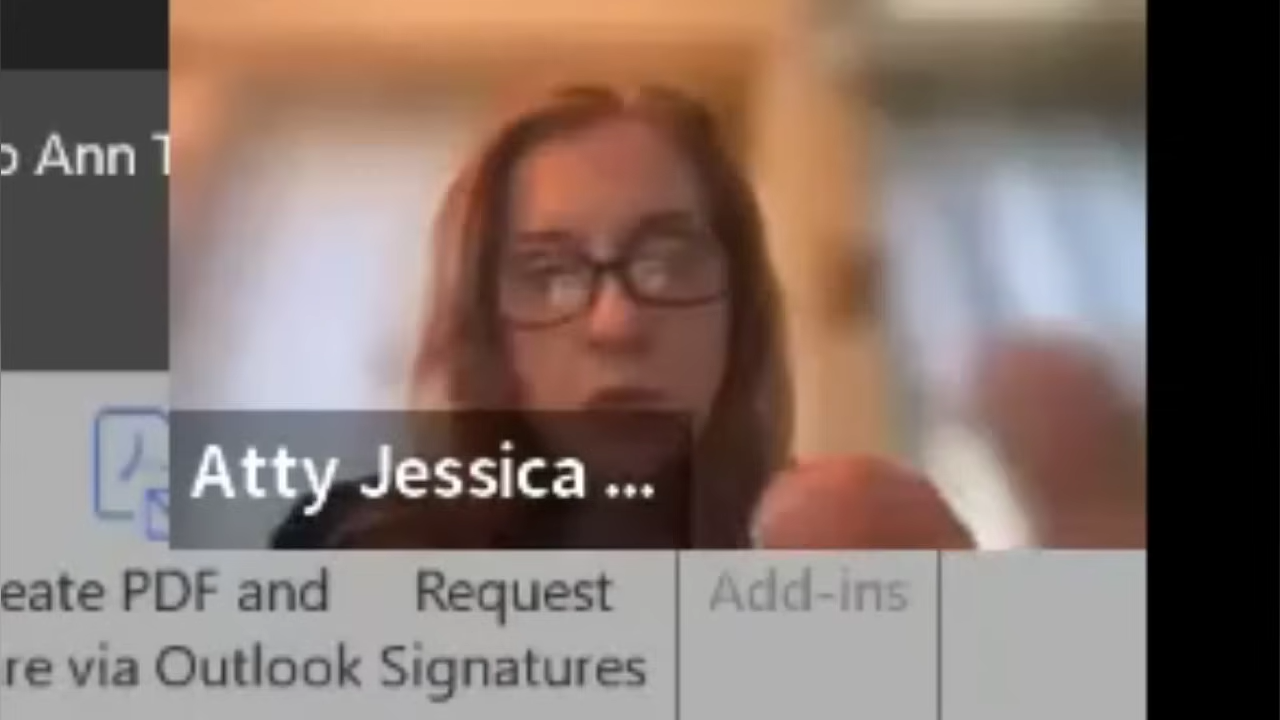 o Ann T
Atty Jessica ...
eate PDF and
re via Outlook
Request
Signatures
Add-ins